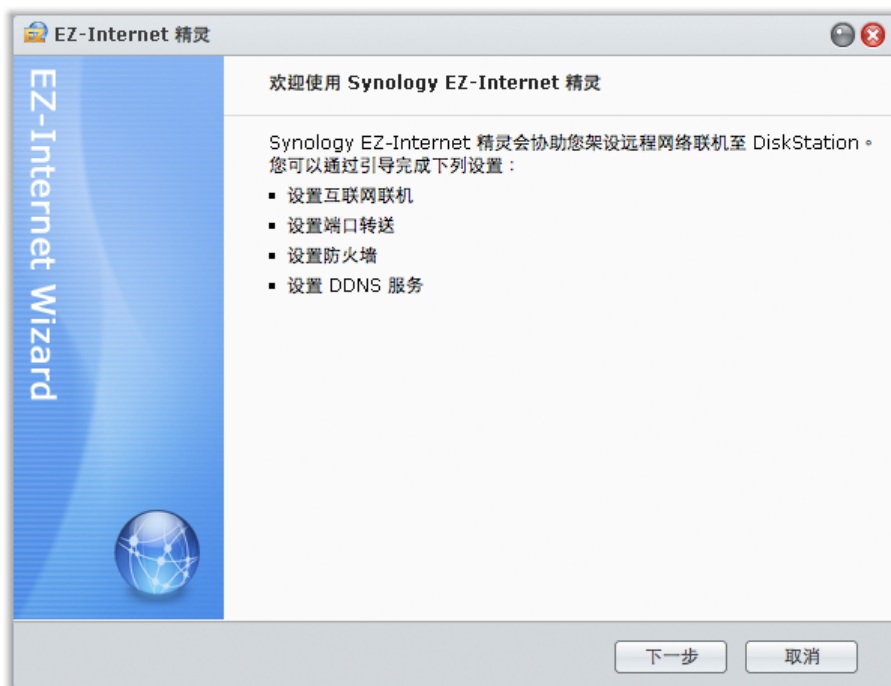 EZ-Internet 精灵
EZ-Internet Wizard
欢迎使用 Synology EZ-Internet 精灵
Synology EZ-Internet 精灵会协助您架设远程网络联机至 DiskStation。
您可以通过引导完成下列设置：
▪ 设置互联网联机
▪ 设置端口转送
▪ 设置防火墙
▪ 设置 DDNS 服务
下一步
取消